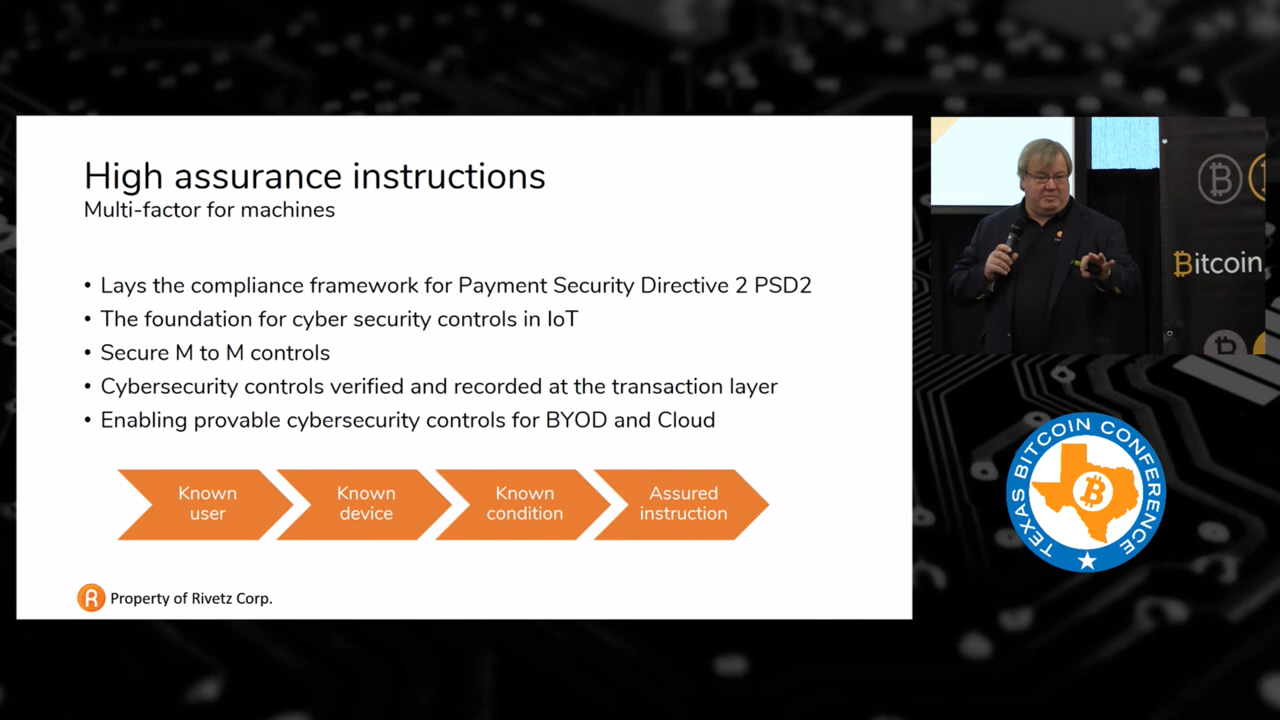 High assurance instructions
Multi-factor for machines
• Lays the compliance framework for Payment Security Directive 2 PSD2
• The foundation for cyber security controls in IoT
• Secure M to M controls
• Cybersecurity controls verified and recorded at the transaction layer
• Enabling provable cybersecurity controls for BYOD and Cloud
Known
user
Known
device
Known
condition
Assured
instruction
R Property of Rivetz Corp.
Bitcoin
TEXAS BITCOIN CONFERENCE